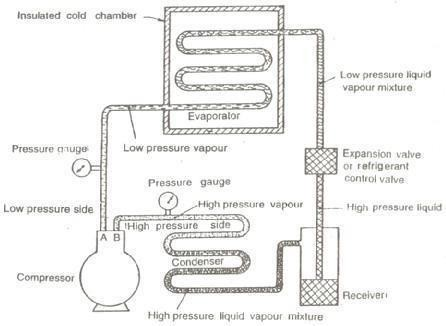 Insulated cold chamber
Evaporator
Low pressure liquid
vapour mixture
Low pressure vapour
Pressure gauge
Expansion valve
or refrigerant
control valve
Pressure gauge
High pressure vapour
Low pressure side
High pressure liquid
A B
High pressure side
Condenser
Compressor
High pressure liquid vapour mixture
Receiver